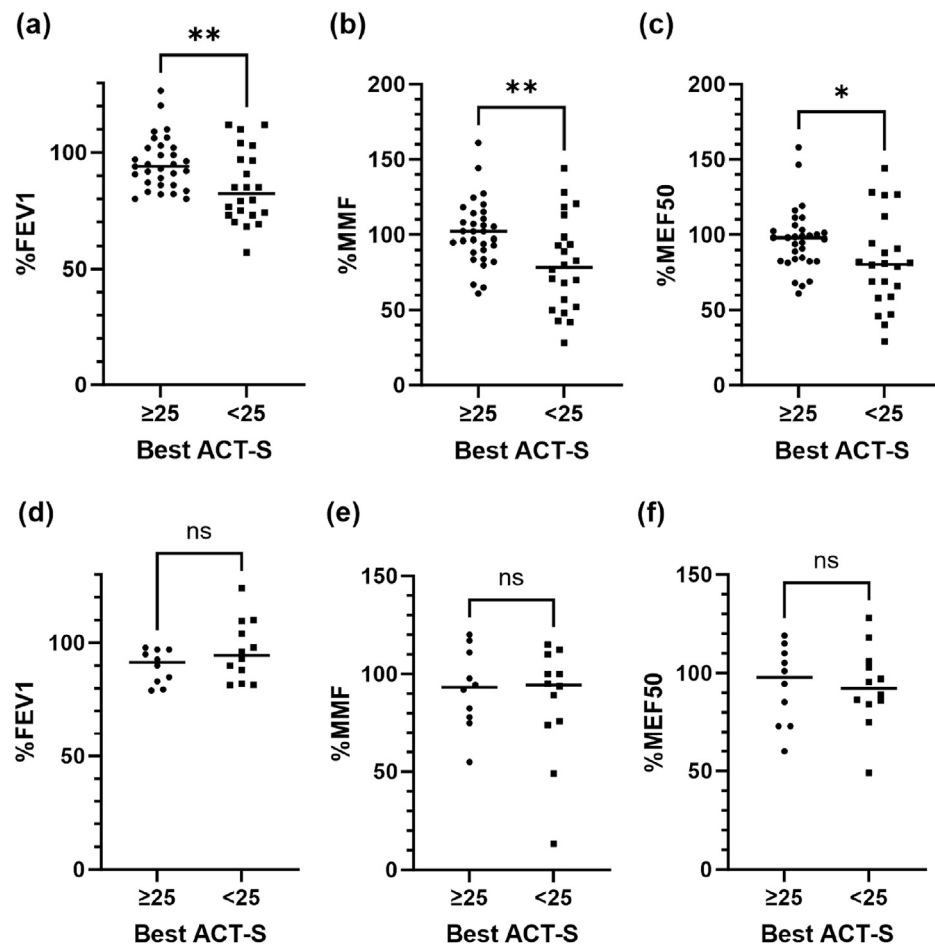 (a)
**
%FEV1
100
50
0
≥25 <25
Best ACT-S
(b)
**
%MMF
200
150
100
50
0
≥25 <25
Best ACT-S
(c)
*
%MEF50
200
150
100
50
0
≥25 <25
Best ACT-S
(d)
ns
%FEV1
100
50
0
≥25 <25
Best ACT-S
(e)
ns
%MMF
150
100
50
0
≥25 <25
Best ACT-S
(f)
ns
%MEF50
150
100
50
0
≥25 <25
Best ACT-S